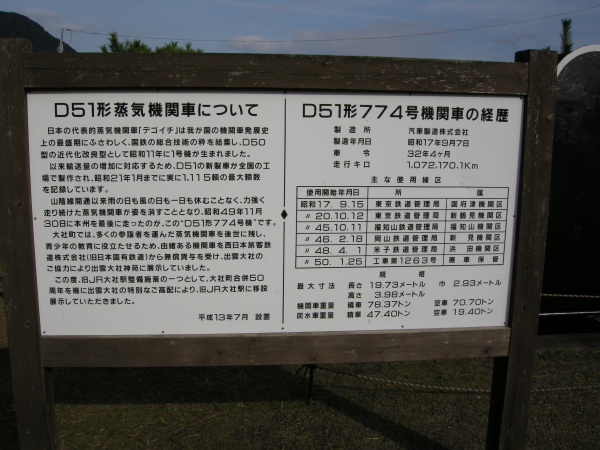 D51形蒸気機関車について
日本の代表的蒸気機関車「デゴイチ」は我が国の機関車発展史
上の最盛期にふさわしく、国鉄の総合技術の粋を結集し、D50
型の近代化改良型として昭和11年に1号機が生まれました。
以来輸送量の増加に対応するため、D51の新製車が全国の工
場で製作され、昭和21年1月までに実に1,115輌の最大輌数
を記録しています。
山陰線開通以来雨の日も風の日も一日も休むことなく、力強く
走り続けた蒸気機関車が姿を消すこととなり、昭和49年11月
30日に本州を最後に走ったのか、この"D51形774号機"です。
大社町では、多くの参詣者を運んだ蒸気機関車を後世に残し、
青少年の教育に役立たせるため、由緒ある機関車を西日本旅客鉄
道株式会社(旧日本国有鉄道)から無償貸与を受け、出雲大社の
ご協力により出雲大社神苑に展示していました。
この度、旧JR大社駅整備施策の一つとして、大社町合併50
周年を機に出雲大社の特別なご高配により、旧JR大社駅に移設
展示していただきました。
平成13年7月 設置
D51形774号機関車の経歴
製造所 汽車製造株式会社
製造年月日 昭和17年9月7日
車令 32年4ヶ月
走行キロ 1,072,170.1Km
主な使用線区
使用開始年月日 所属
昭和17. 9.15 東京鉄道管理局 国府津機関区
〃20.10.12 東京鉄道管理局 新鶴見機関区
〃45.10.11 福知山鉄道管理局 福知山機関区
〃46. 2.18 岡山鉄道管理局 新見機関区
〃48. 4. 1 米子鉄道管理局 浜田機関区
〃50. 1.25 工車第1263号 廃車保管
規格
最大寸法 長さ 19.73メートル 巾 2.93メートル
高さ 3.98メートル
機関車重量 積車 78.37トン 空車 70.70トン
炭水車重量 積車 47.40トン 空車 19.40トン